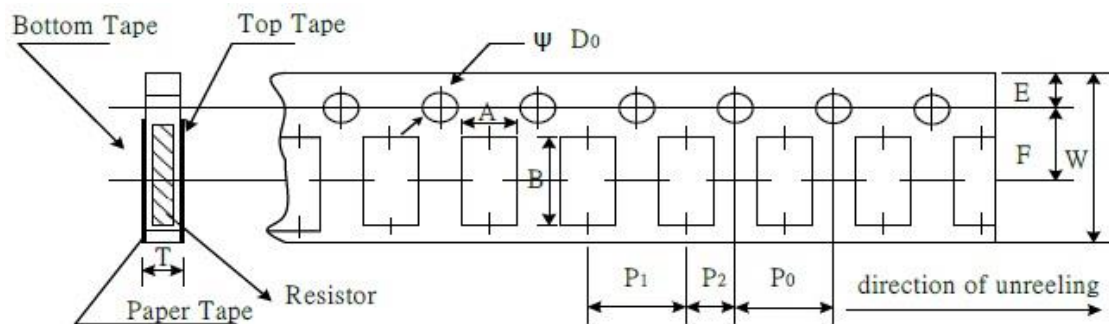 Bottom Tape
Top Tape
Ψ D0
E
A
F
W
B
T
P1
P2
P0
direction of unreeling
Resistor
Paper Tape